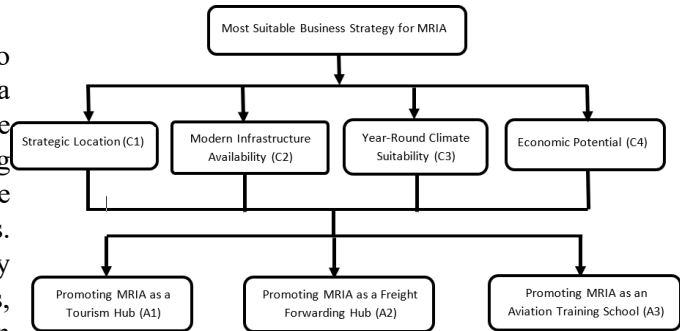 Most Suitable Business Strategy for MRIA
o
a
e
g
e
s.
y
s,
Strategic Location (C1)
Modern Infrastructure
Availability (C2)
Year-Round Climate
Suitability (C3)
Economic Potential (C4)
Promoting MRIA as a
Tourism Hub (A1)
Promoting MRIA as a Freight
Forwarding Hub (A2)
Promoting MRIA as an
Aviation Training School (A3)